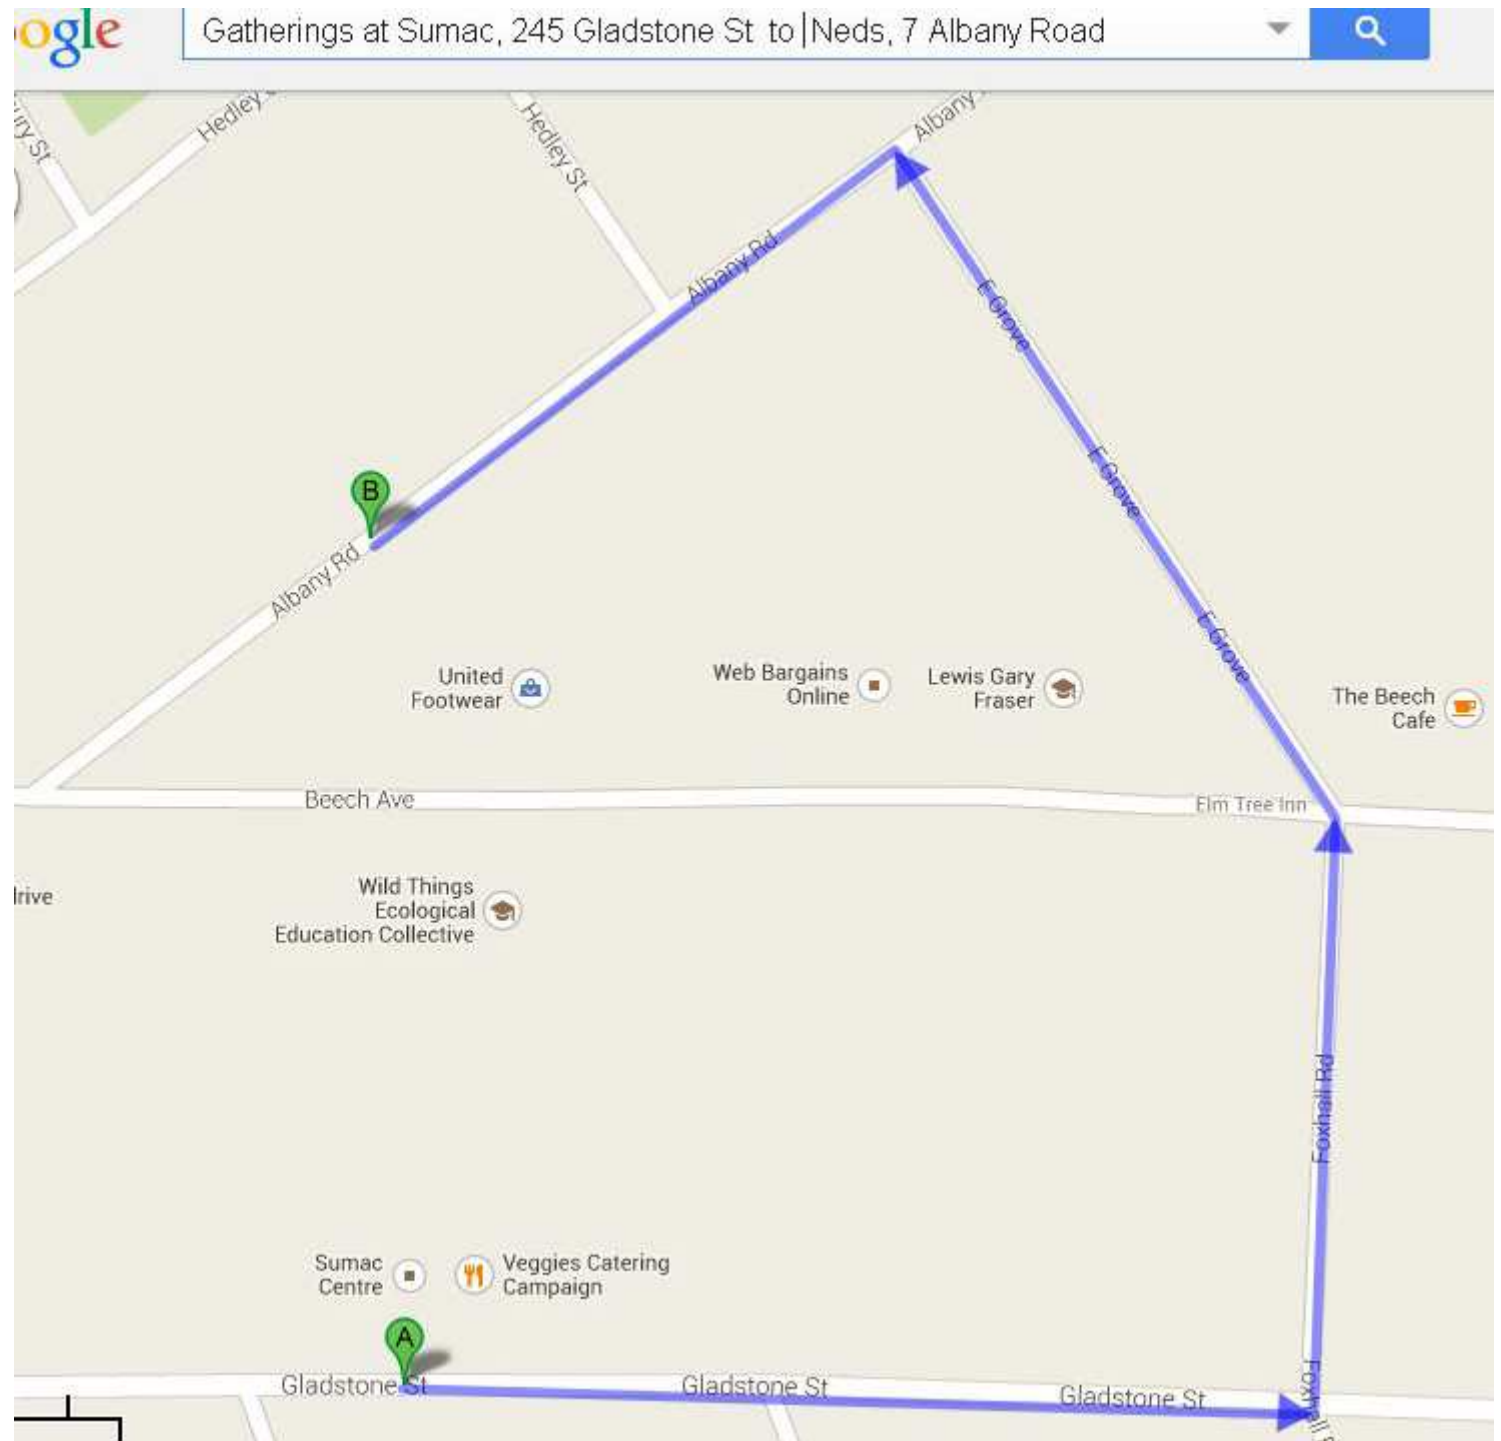 ogle
Gatherings at Sumac, 245 Gladstone St to Neds, 7 Albany Road
ury St
Hedley
Hedley St
Albany
Albany Rd
E Grove
E Grove
B
Albany Rd
E Grove
United
Footwear
Web Bargains
Online
Lewis Gary
Fraser
The Beech
Cafe
Beech Ave
Elm Tree Inn
Wild Things
Ecological
Education Collective
lrive
Foxhall Rd
Sumac
Centre
Veggies Catering
Campaign
A
Gladstone St
Gladstone St
Gladstone St